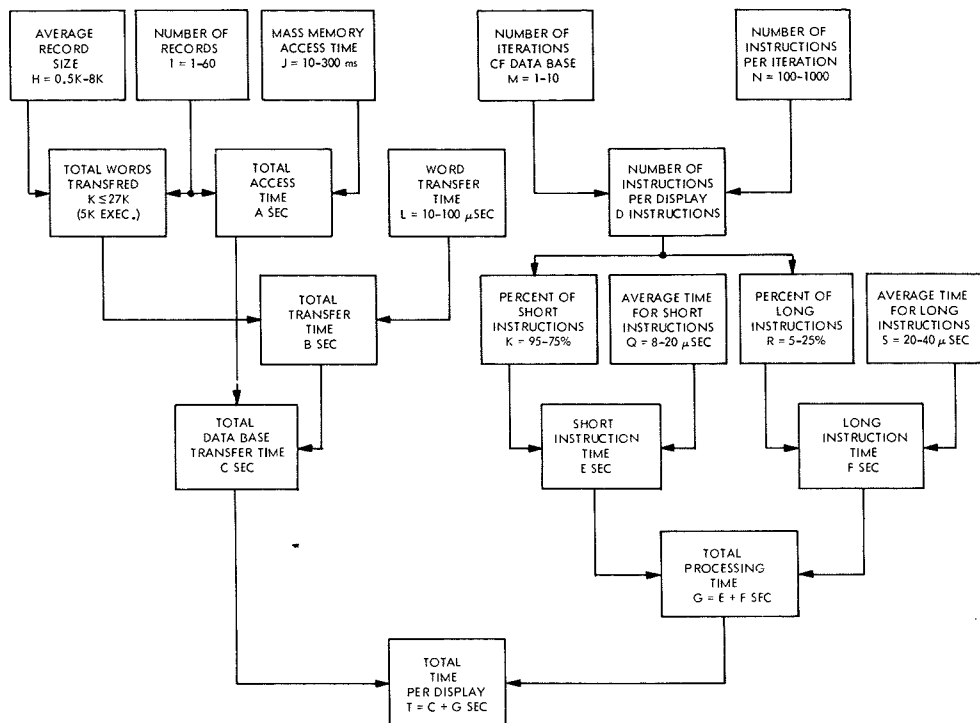 AVERAGE
RECORD
SIZE
H = 0.5K-8K
NUMBER OF
RECORDS
I = 1-60
MASS MEMORY
ACCESS TIME
J = 10-300 ms
NUMBER OF
ITERATIONS
CF DATA BASE
M = 1-10
NUMBER OF
INSTRUCTIONS
PER ITERATION
N = 100-1000
TOTAL WORDS
TRANSFRED
K ≤ 27K
(5K EXEC.)
TOTAL
ACCESS
TIME
A SEC
WORD
TRANSFER
TIME
L = 10-100 μSEC
NUMBER OF
INSTRUCTIONS
PER DISPLAY
D INSTRUCTIONS
TOTAL
TRANSFER
TIME
B SEC
PERCENT OF
SHORT
INSTRUCTIONS
K = 95-75%
AVERAGE TIME
FOR SHORT
INSTRUCTIONS
Q = 8-20 μSEC
PERCENT OF
LONG
INSTRUCTIONS
R = 5-25%
AVERAGE TIME
FOR LONG
INSTRUCTIONS
S = 20-40 μ SEC
TOTAL
DATA BASE
TRANSFER TIME
C SEC
SHORT
INSTRUCTION
TIME
E SEC
LONG
INSTRUCTION
TIME
F SEC
TOTAL
PROCESSING
TIME
G = E + F SFC
TOTAL
TIME
PER DISPLAY
T = C + G SEC